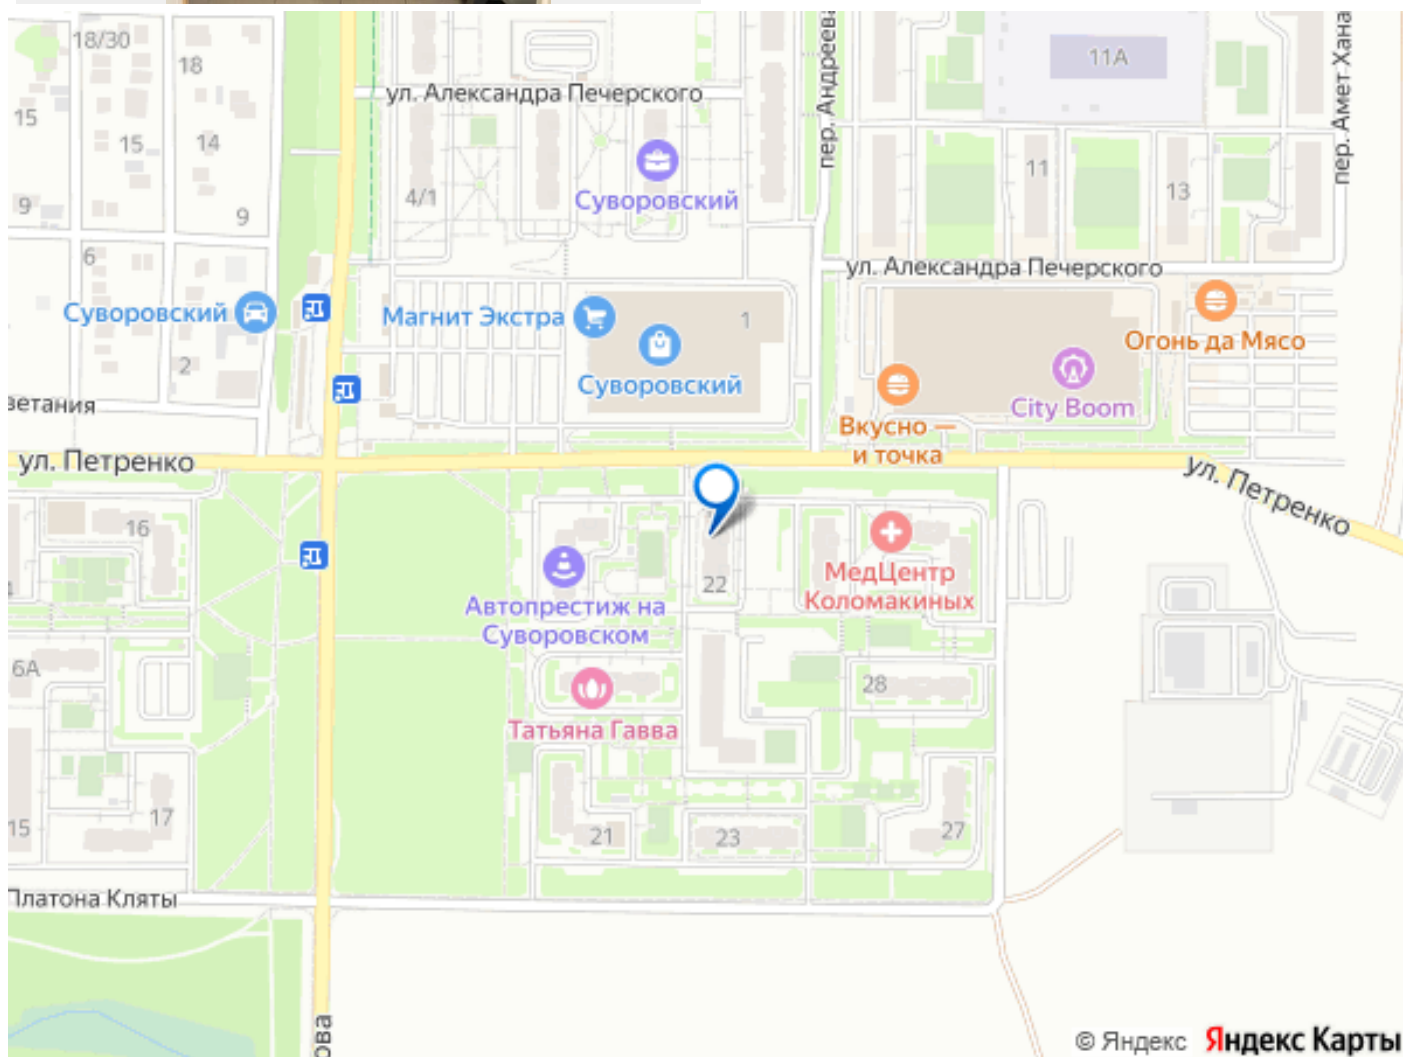 18/30
18
11А
пер. Андреева
пер. Амет Хана
ул. Александра Печерского
15
15
14
11
13
4/1
Суворовский
9
9
6
ул. Александра Печерского
Суворовский
Магнит Экстра
1
Огонь да Мясо
2
Суворовский
City Boom
ветания
Вкусно —
и точка
ул. Петренко
ул. Петренко
16
22
МедЦентр
Коломакиных
Автопрестиж на
Суворовском
6А
28
Татьяна Гавва
15
17
21
23
27
Платона Кляты
ова
© Яндекс Яндекс Карты